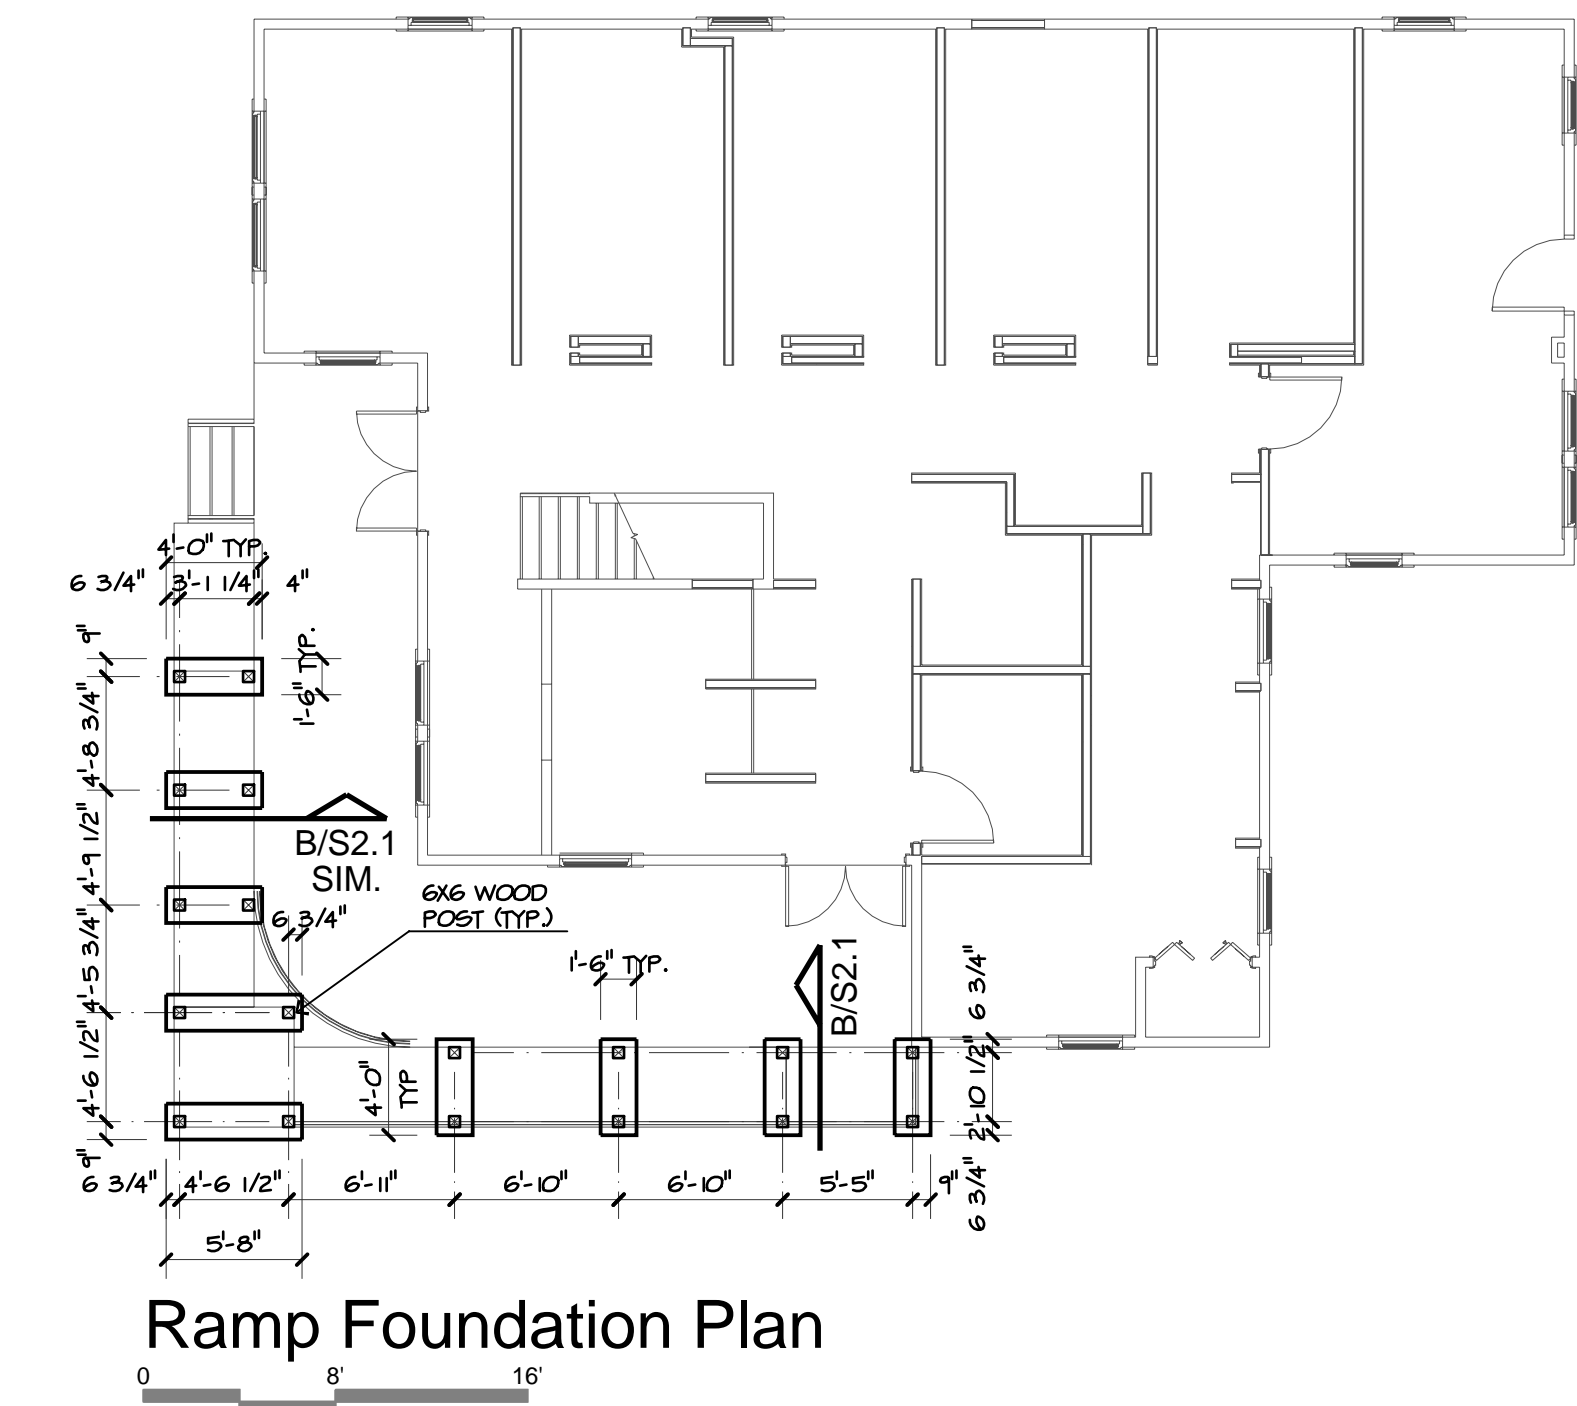 4'-0" TYP.
6 3/4"
3'-1 1/4"
4"
9"
1'-6" TYP.
4'-8 3/4"
4'-9 1/2"
B/S2.1
SIM.
6X6 WOOD
POST (TYP.)
6 3/4"
4'-5 3/4"
1'-6" TYP.
B/S2.1
6 3/4"
4'-6 1/2"
4'-0"
TYP
2'-10 1/2"
9"
6 3/4"
4'-6 1/2"
6'-11"
6'-10"
6'-10"
5'-5"
9"
6 3/4"
5'-8"
Ramp Foundation Plan
0 8' 16'